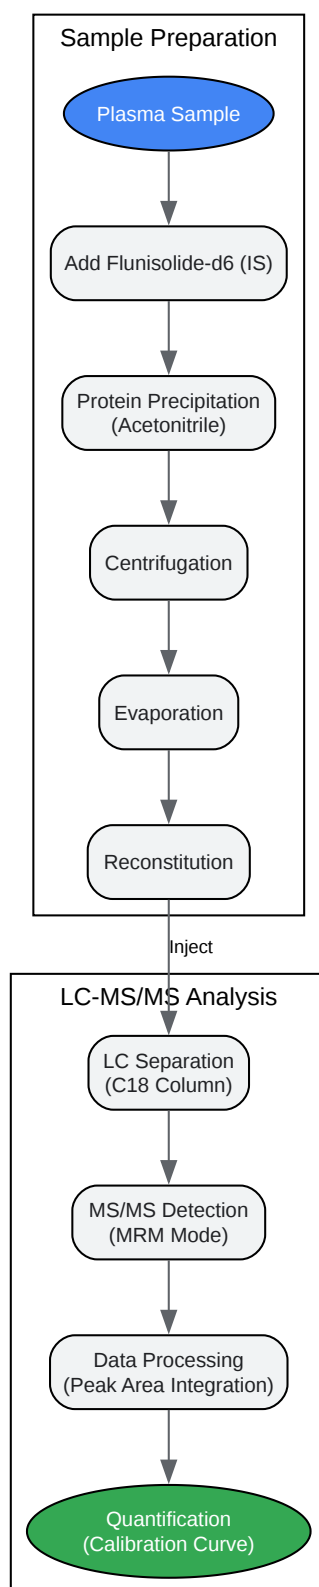 Sample Preparation
Plasma Sample
Add Flunisolide-d6 (IS)
Protein Precipitation
(Acetonitrile)
Centrifugation
Evaporation
Reconstitution
Inject
LC-MS/MS Analysis
LC Separation
(C18 Column)
MS/MS Detection
(MRM Mode)
Data Processing
(Peak Area Integration)
Quantification
(Calibration Curve)